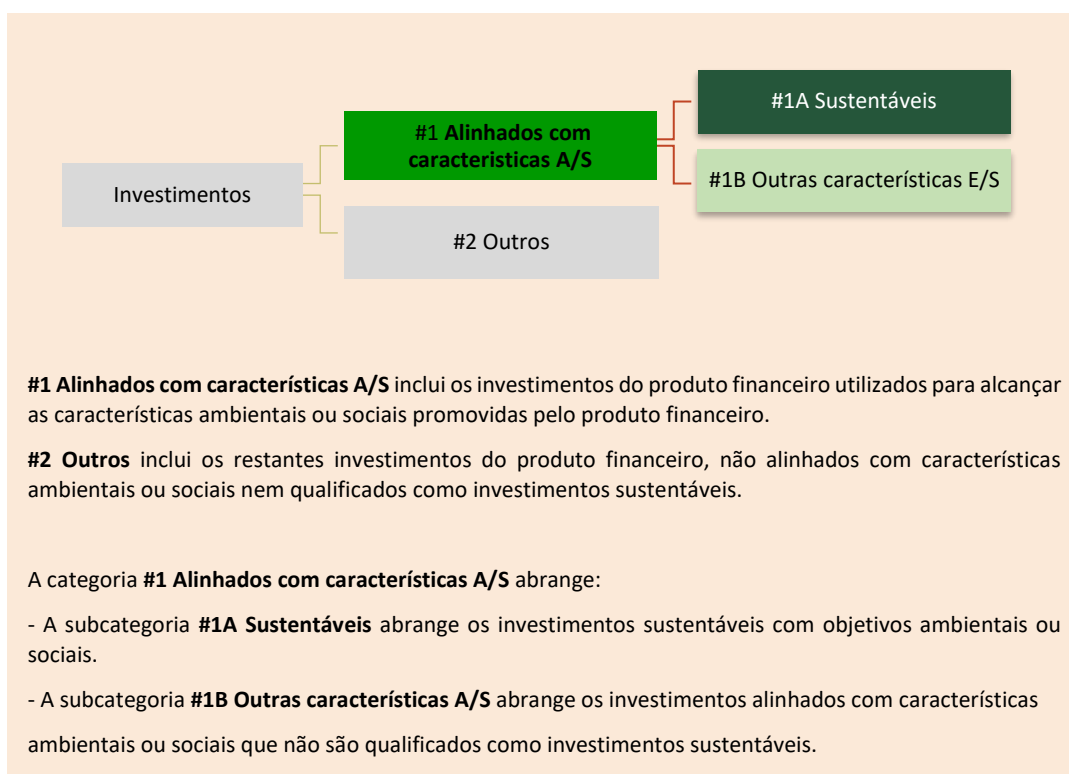 #1A Sustentáveis
#1 Alinhados com
caracteristicas A/S
#1B Outras características E/S
Investimentos
#2 Outros
#1 Alinhados com características A/S inclui os investimentos do produto financeiro utilizados para alcançar
as características ambientais ou sociais promovidas pelo produto financeiro.
#2 Outros inclui os restantes investimentos do produto financeiro, não alinhados com características
ambientais ou sociais nem qualificados como investimentos sustentáveis.
A categoria #1 Alinhados com características A/S abrange:
- A subcategoria #1A Sustentáveis abrange os investimentos sustentáveis com objetivos ambientais ou
sociais.
- A subcategoria #1B Outras características A/S abrange os investimentos alinhados com características
ambientais ou sociais que não são qualificados como investimentos sustentáveis.